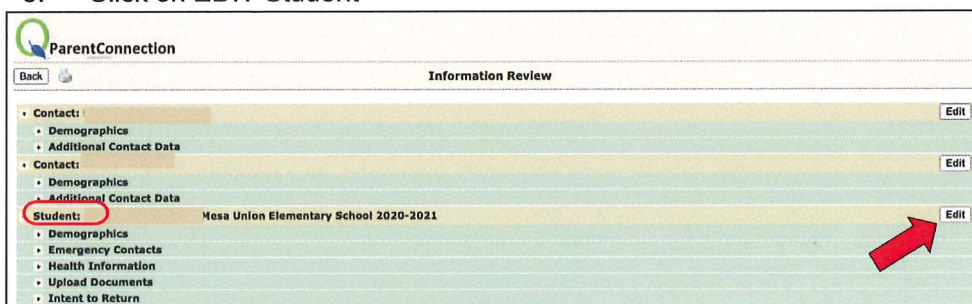 Click on EDIT Student
Q ParentConnection
Back
Information Review
Contact:
Edit
Demographics
Additional Contact Data
Contact:
Edit
Demographics
Additional Contact Data
Student: Mesa Union Elementary School 2020-2021
Edit
Demographics
Emergency Contacts
Health Information
Upload Documents
Intent to Return